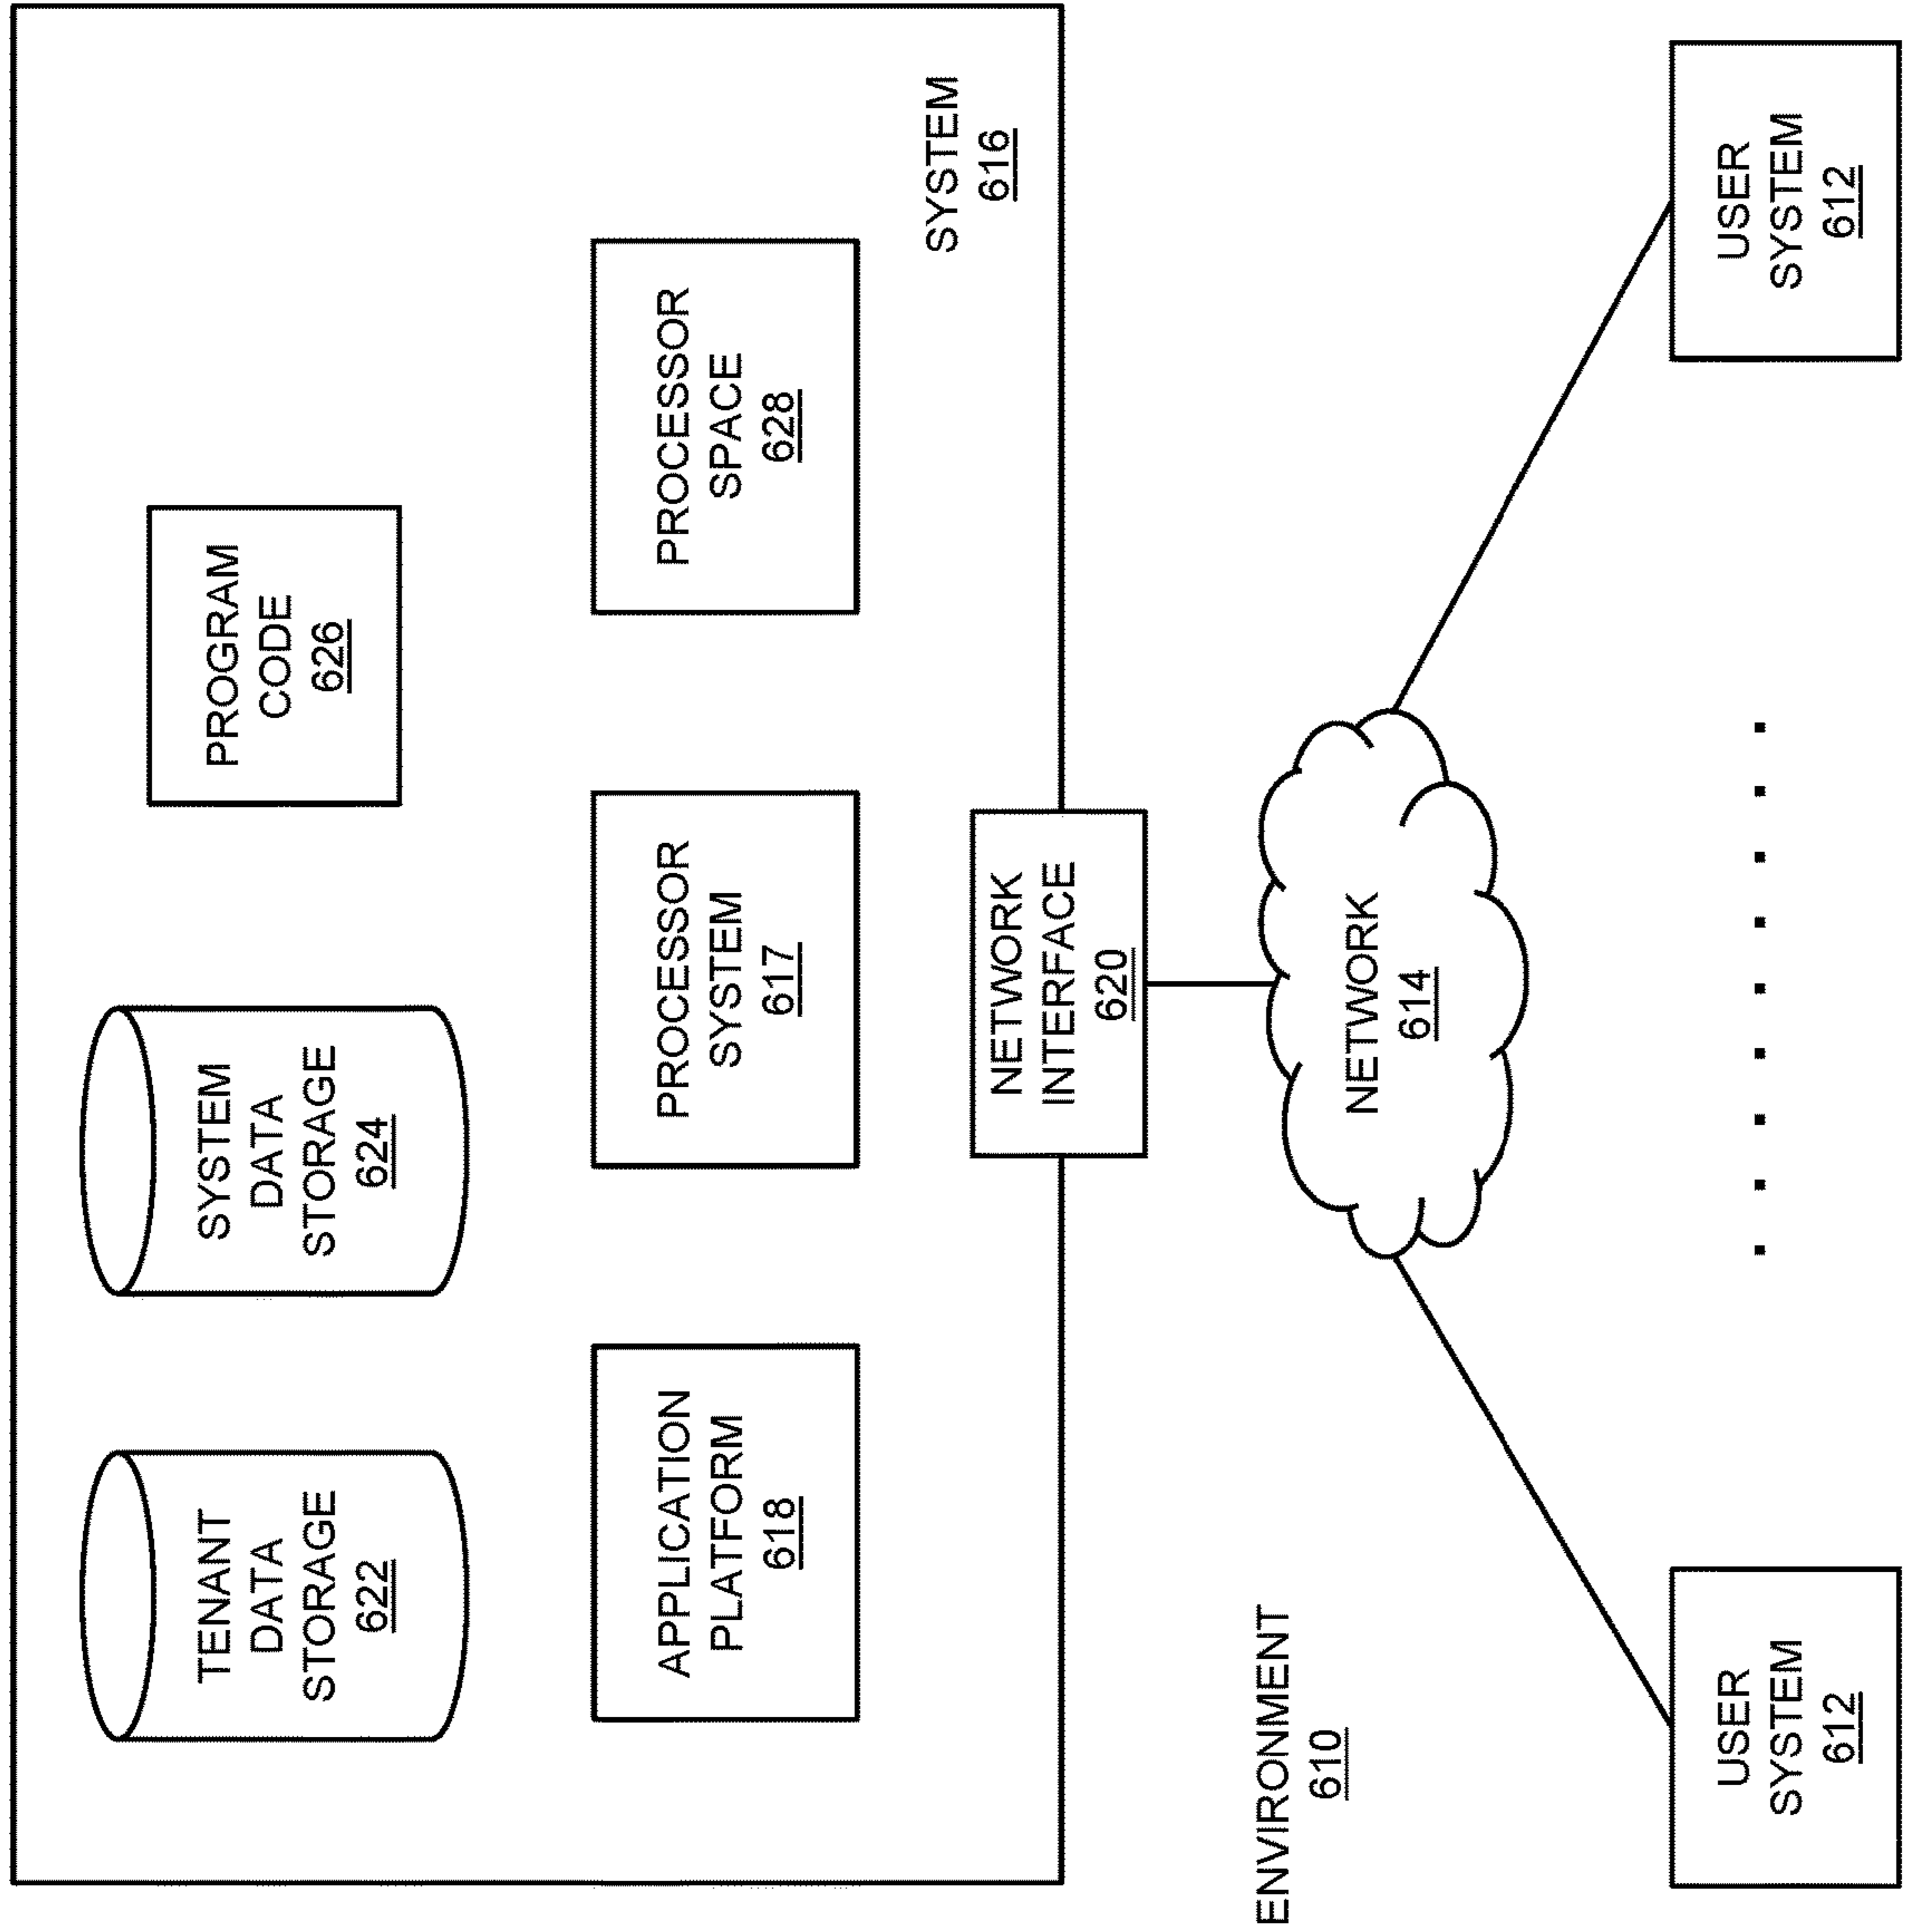 TENANT
DATA
STORAGE
622
SYSTEM
DATA
STORAGE
624
PROGRAM
CODE
626
APPLICATION
PLATFORM
618
PROCESSOR
SYSTEM
617
PROCESSOR
SPACE
628
SYSTEM
616
NETWORK
INTERFACE
620
ENVIRONMENT
610
NETWORK
614
USER
SYSTEM
612
USER
SYSTEM
612